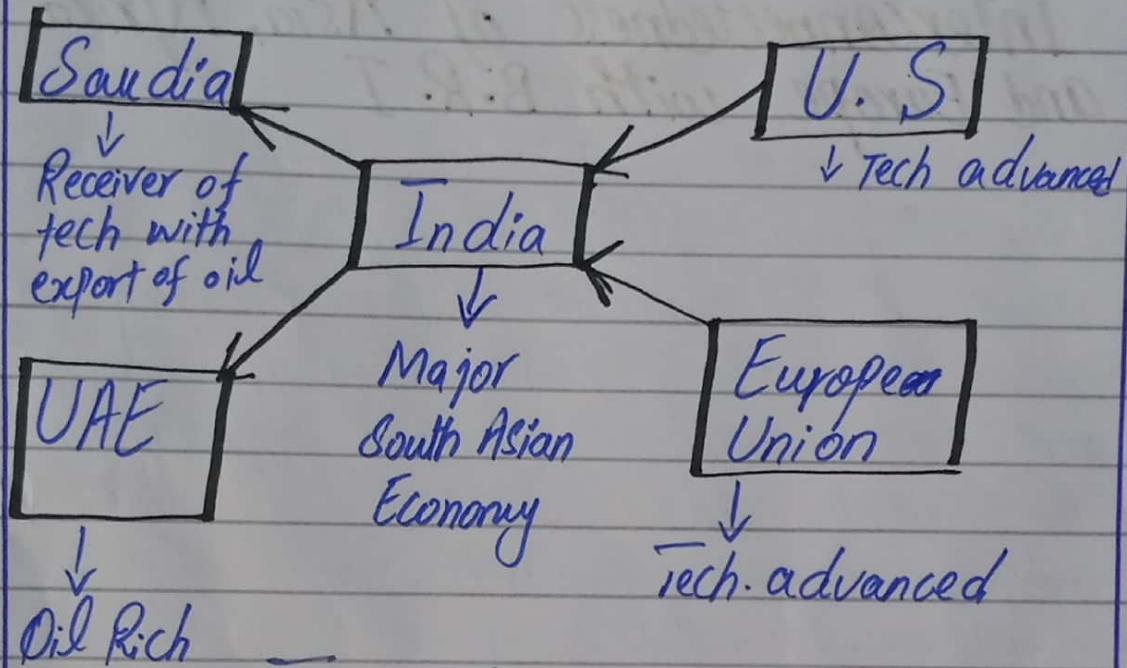 Saudia
U.S
↓
Receiver of
tech with
export of oil
↓ Tech advanced
India
↓
Major
South Asian
Economy
UAE
↓
Oil Rich
European
Union
↓
Tech. advanced